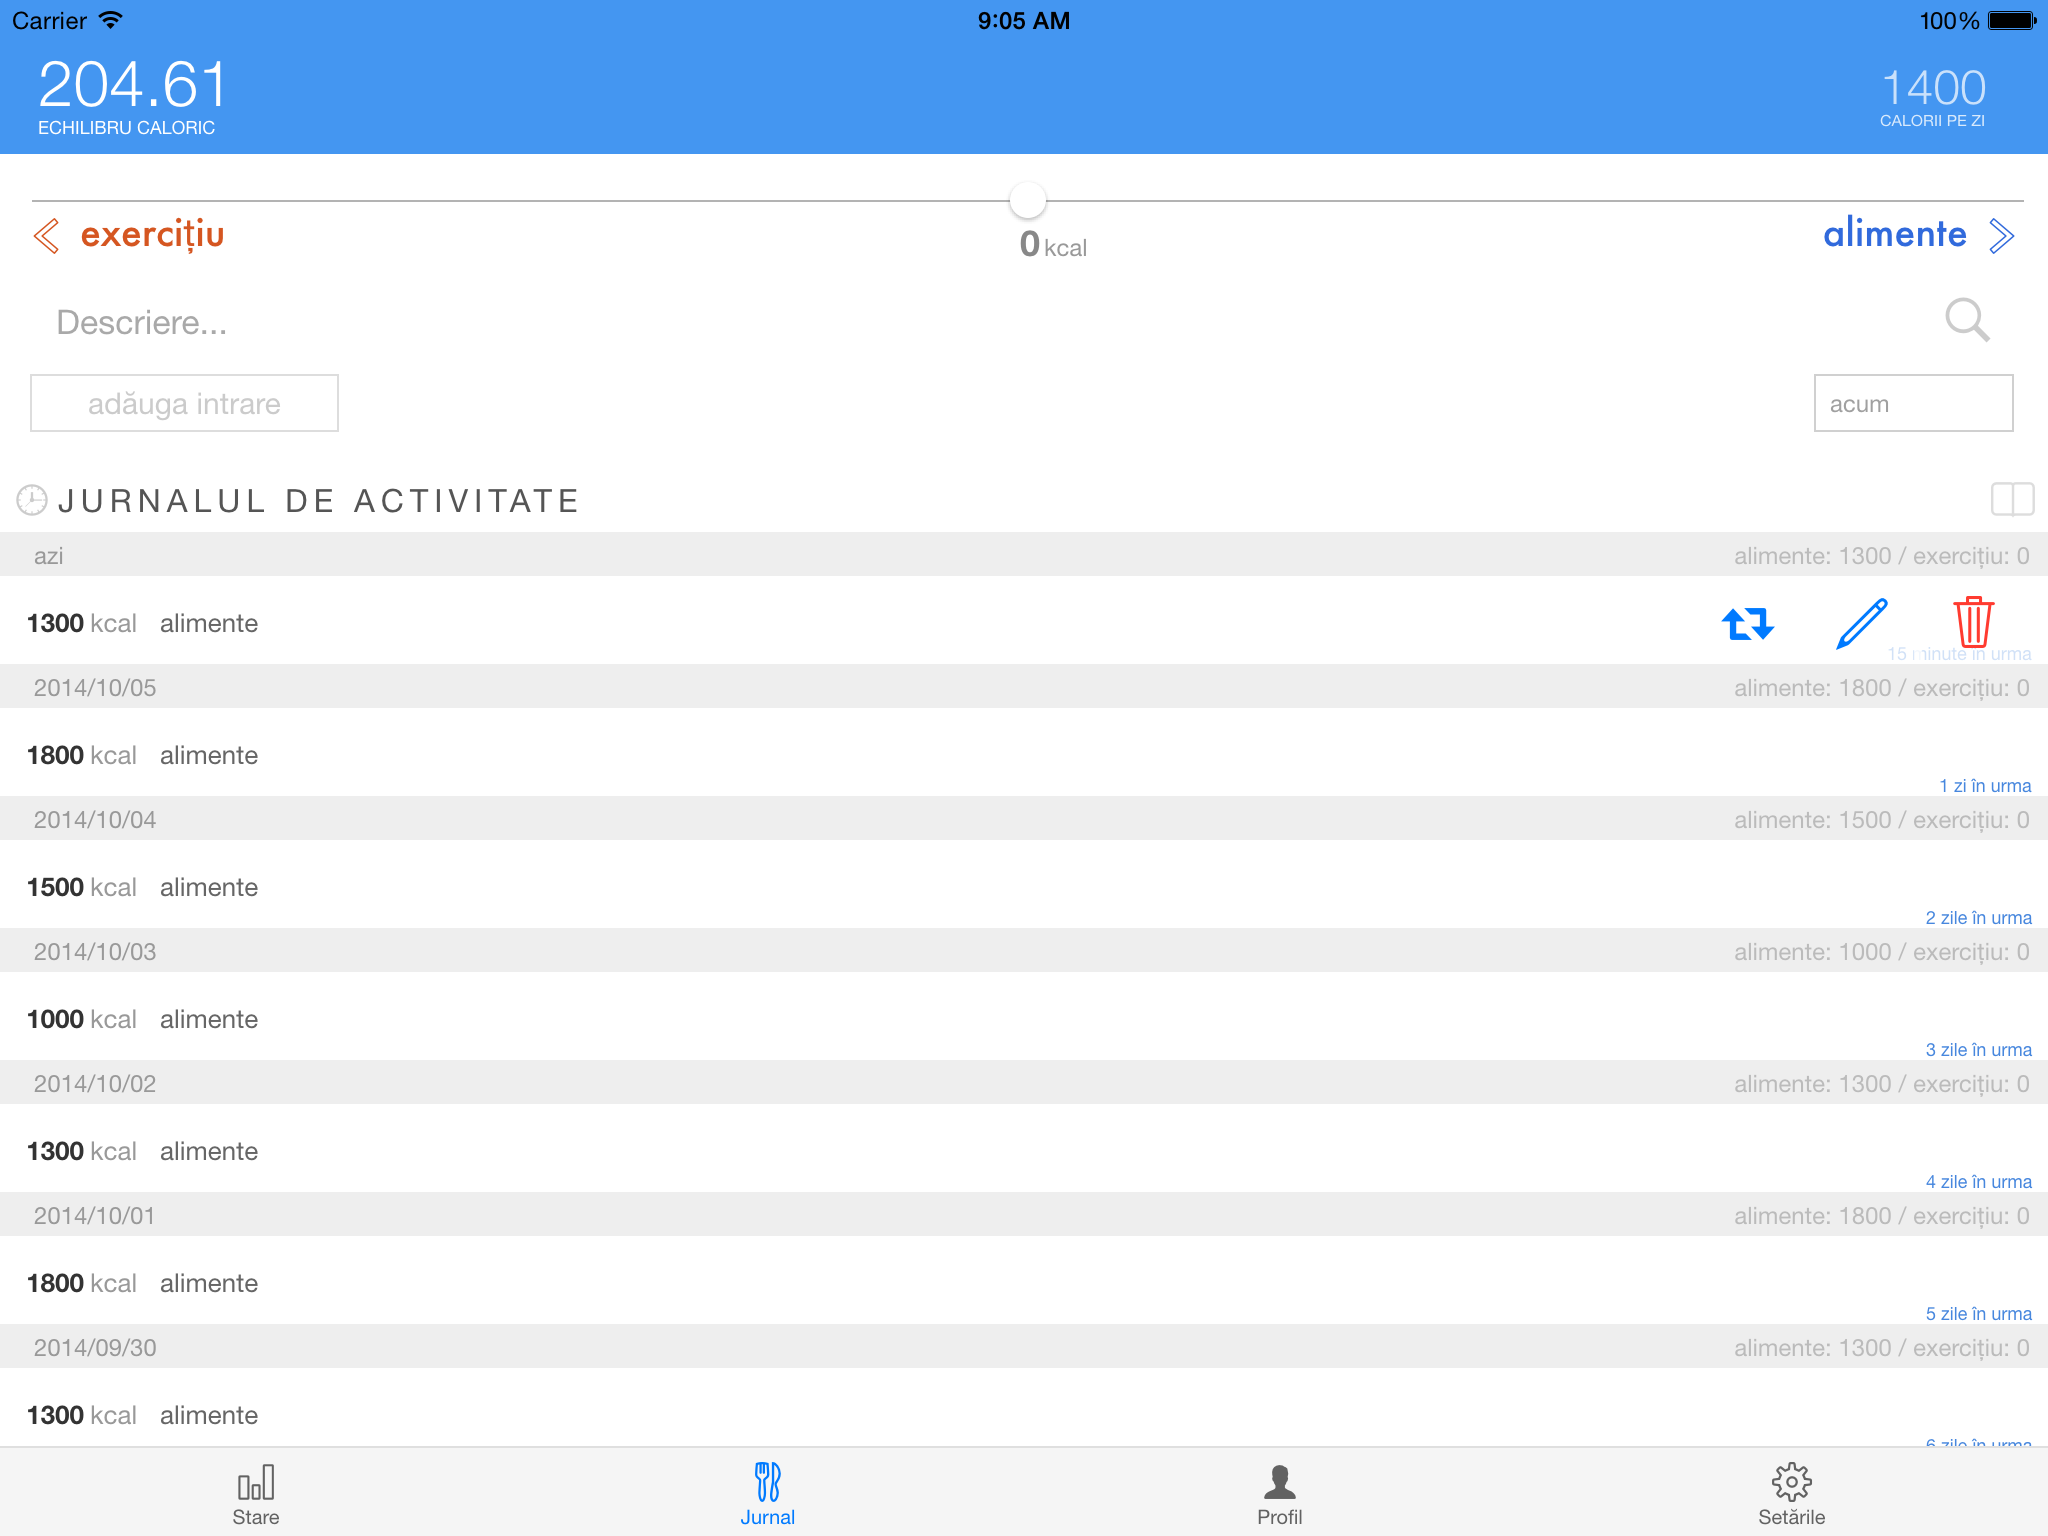 Carrier 9:05 AM 100%
204.61 1400
ECHILIBRU CALORIC CALORII PE ZI
exercițiu alimente
0 kcal
Descriere...
adăuga intrare acum
JURNALUL DE ACTIVITATE
azi alimente: 1300 / exercițiu: 0
1300 kcal alimente
15 minute în urma
2014/10/05 alimente: 1800 / exercițiu: 0
1800 kcal alimente
1 zi în urma
2014/10/04 alimente: 1500 / exercițiu: 0
1500 kcal alimente
2 zile în urma
2014/10/03 alimente: 1000 / exercițiu: 0
1000 kcal alimente
3 zile în urma
2014/10/02 alimente: 1300 / exercițiu: 0
1300 kcal alimente
4 zile în urma
2014/10/01 alimente: 1800 / exercițiu: 0
1800 kcal alimente
5 zile în urma
2014/09/30 alimente: 1300 / exercițiu: 0
1300 kcal alimente
6 zile în urma
Stare Jurnal Profil Setările